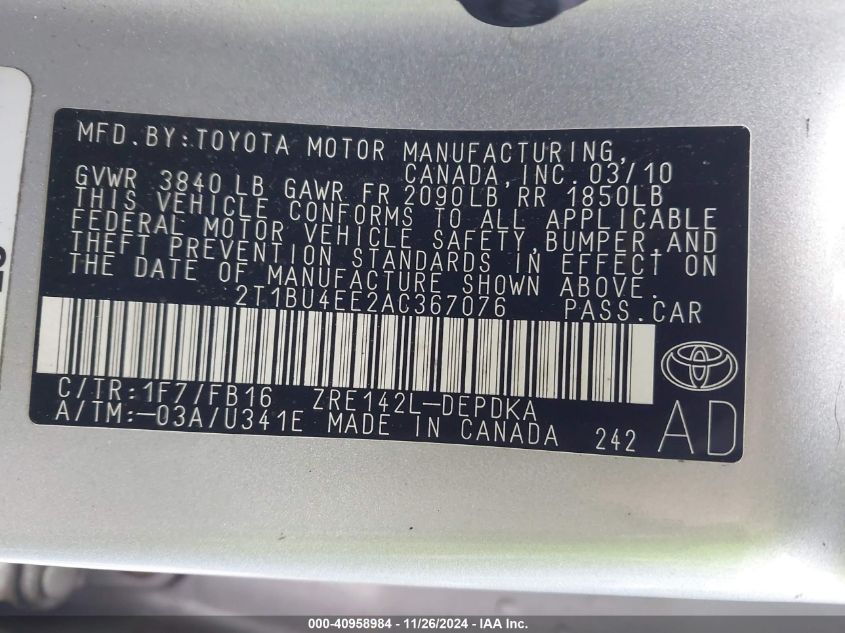 MFD.BY:TOYOTA MOTOR MANUFACTURING,
CANADA,INC.03/10
GVWR 3840LB GAWR FR 2090LB RR 1850LB
THIS VEHICLE CONFORMS TO ALL APPLICABLE
FEDERAL MOTOR VEHICLE SAFETY,BUMPER,AND
THEFT PREVENTION STANDARDS IN EFFECT ON
THE DATE OF MANUFACTURE SHOWN ABOVE.
2T1BU4EE2AC367076 PASS.CAR
C/TR:1F7/FB16 ZRE142L-DEPDKA
A/TM:-03A/U341E MADE IN CANADA 242 AD
000-40958984 - 11/26/2024 - IAA Inc.